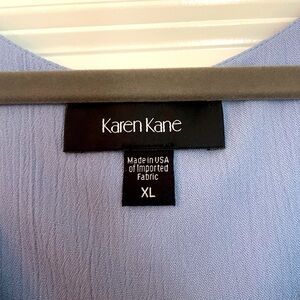 Karen Kane
Made in USA
of Imported
Fabric
XL